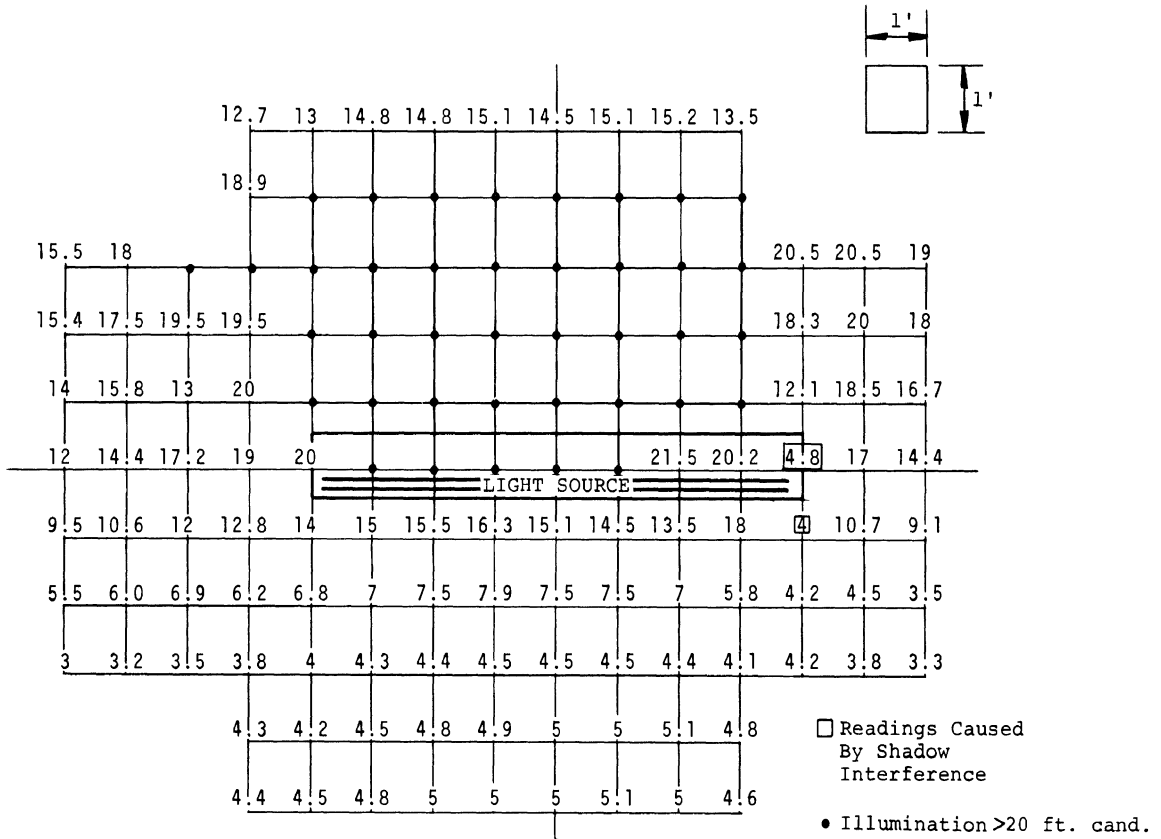 1'
1'
12.7 13 14.8 14.8 15.1 14.5 15.1 15.2 13.5
18.9
15.5 18 20.5 20.5 19
15.4 17.5 19.5 19.5 18.3 20 18
14 15.8 13 20 12.1 18.5 16.7
12 14.4 17.2 19 20 21.5 20.2 4.8 17 14.4
LIGHT SOURCE
9.5 10.6 12 12.8 14 15 15.5 16.3 15.1 14.5 13.5 18 4 10.7 9.1
5.5 6.0 6.9 6.2 6.8 7 7.5 7.9 7.5 7.5 7 5.8 4.2 4.5 3.5
3 3.2 3.5 3.8 4 4.3 4.4 4.5 4.5 4.5 4.4 4.1 4.2 3.8 3.3
4.3 4.2 4.5 4.8 4.9 5 5 5.1 4.8
4.4 4.5 4.8 5 5 5 5.1 5 4.6
Readings Caused
By Shadow
Interference
Illumination >20 ft. cand.